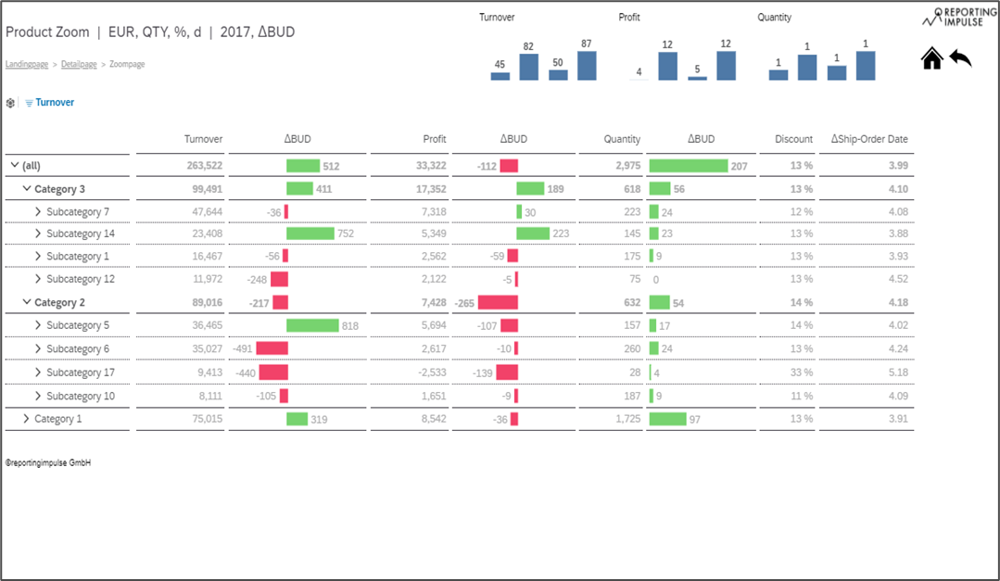 Product Zoom | EUR, QTY, %, d | 2017, ΔBUD
Landingpage > Detailpage > Zoompage
Turnover
Turnover
45 82 50 87
Profit
4 12 5 12
Quantity
1 1 1 1
REPORTING
IMPULSE
Turnover ΔBUD Profit ΔBUD Quantity ΔBUD Discount ΔShip-Order Date
(all) 263,522 512 33,322 -112 2,975 207 13 % 3.99
Category 3 99,491 411 17,352 189 618 56 13 % 4.10
Subcategory 7 47,644 -36 7,318 30 223 24 12 % 4.08
Subcategory 14 23,408 752 5,349 223 145 23 13 % 3.88
Subcategory 1 16,467 -56 2,562 -59 175 9 13 % 3.93
Subcategory 12 11,972 -248 2,122 -5 75 0 13 % 4.52
Category 2 89,016 -217 7,428 -265 632 54 14 % 4.18
Subcategory 5 36,465 818 5,694 -107 157 17 14 % 4.02
Subcategory 6 35,027 -491 2,617 -10 260 24 13 % 4.24
Subcategory 17 9,413 -440 -2,533 -139 28 4 33 % 5.18
Subcategory 10 8,111 -105 1,651 -9 187 9 11 % 4.09
Category 1 75,015 319 8,542 -36 1,725 97 13 % 3.91
©reportingimpulse GmbH